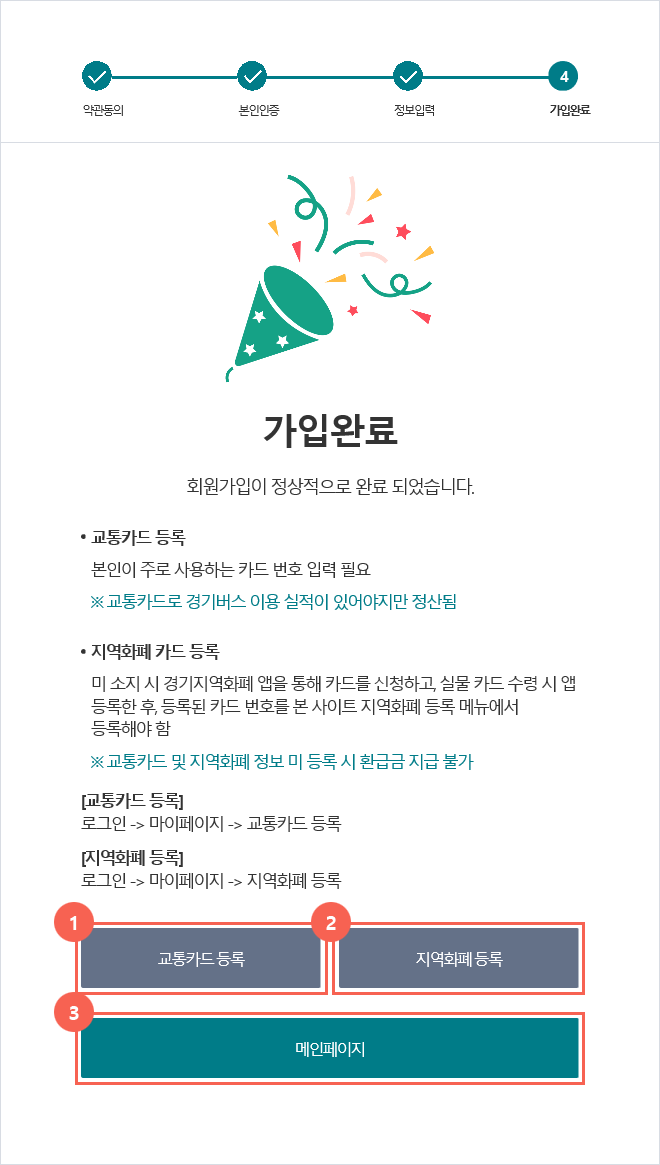 4
약관동의 본인인증 정보입력 가입완료
가입완료
회원가입이 정상적으로 완료 되었습니다.
• 교통카드 등록
본인이 주로 사용하는 카드 번호 입력 필요
※ 교통카드로 경기버스 이용 실적이 있어야지만 정산됨
• 지역화폐 카드 등록
미 소지 시 경기지역화폐 앱을 통해 카드를 신청하고, 실물 카드 수령 시 앱
등록한 후, 등록된 카드 번호를 본 사이트 지역화폐 등록 메뉴에서
등록해야 함
※ 교통카드 및 지역화폐 정보 미 등록 시 환급금 지급 불가
[교통카드 등록]
로그인 -> 마이페이지 -> 교통카드 등록
[지역화폐 등록]
로그인 -> 마이페이지 -> 지역화폐 등록
1 2
교통카드 등록 지역화폐 등록
3
메인페이지